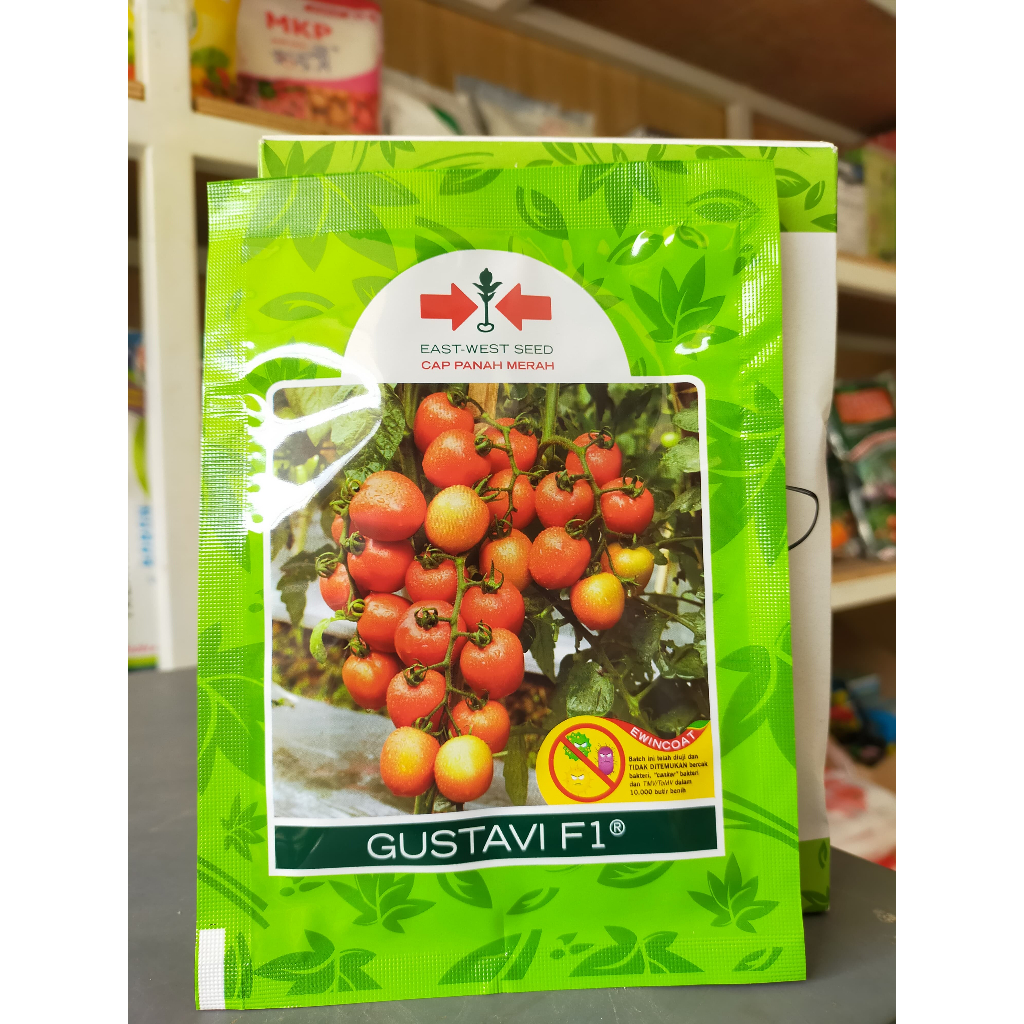 MKP
EAST-WEST SEED
CAP PANAH MERAH
EWINCOAT
Batch ini telah diuji dan
TIDAK DITEMUKAN bercak
bakteri, "canker" bakteri
dan TMV/ToMV dalam
10.000 butir benih
GUSTAVI F1®